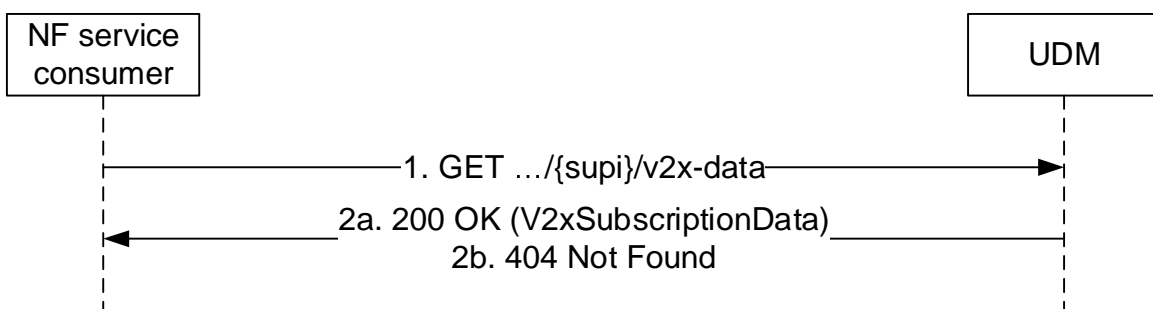 NF service
consumer
UDM
1. GET …/{supi}/v2x-data
2a. 200 OK (V2xSubscriptionData)
2b. 404 Not Found